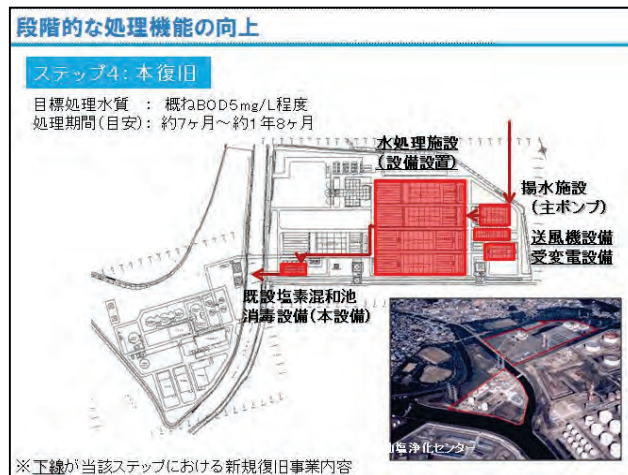 段階的な処理機能の向上
ステップ4：本復旧
目標処理水質　：　概ねBOD5mg/L程度
処理期間(目安)：　約7ヶ月～約1年8ヶ月
水処理施設
(設備設置)
揚水施設
(主ポンプ)
送風機設備
受変電設備
既設塩素混和池
消毒設備(本設備)
塩浄化センター
※下線が当該ステップにおける新規復旧事業内容